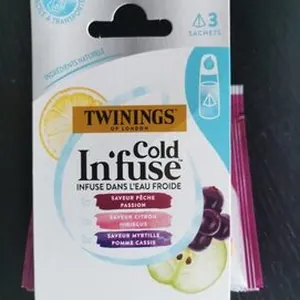 À TRANSPORTER
3
SACHETS
INGRÉDIENTS NATURELS
TWININGS
OF LONDON
Cold
In'fuse
INFUSE DANS L'EAU FROIDE
SAVEUR PÊCHE
PASSION
SAVEUR CITRON
HIBISCUS
SAVEUR MYRTILLE
POMME CASSIS